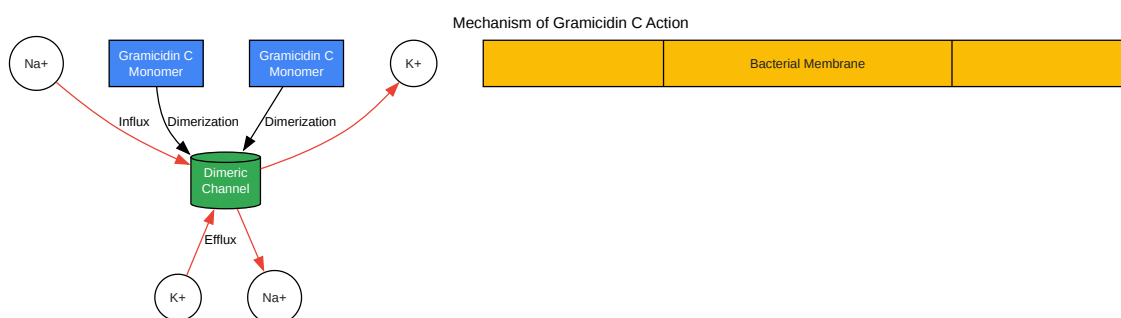 Mechanism of Gramicidin C Action
Na+
Gramicidin C
Monomer
Gramicidin C
Monomer
K+
Bacterial Membrane
Influx
Dimerization
Dimerization
Dimeric
Channel
Efflux
K+
Na+